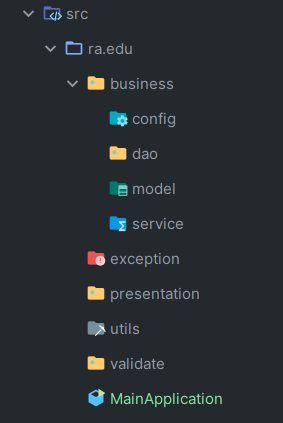 src
ra.edu
business
config
dao
model
service
exception
presentation
utils
validate
MainApplication